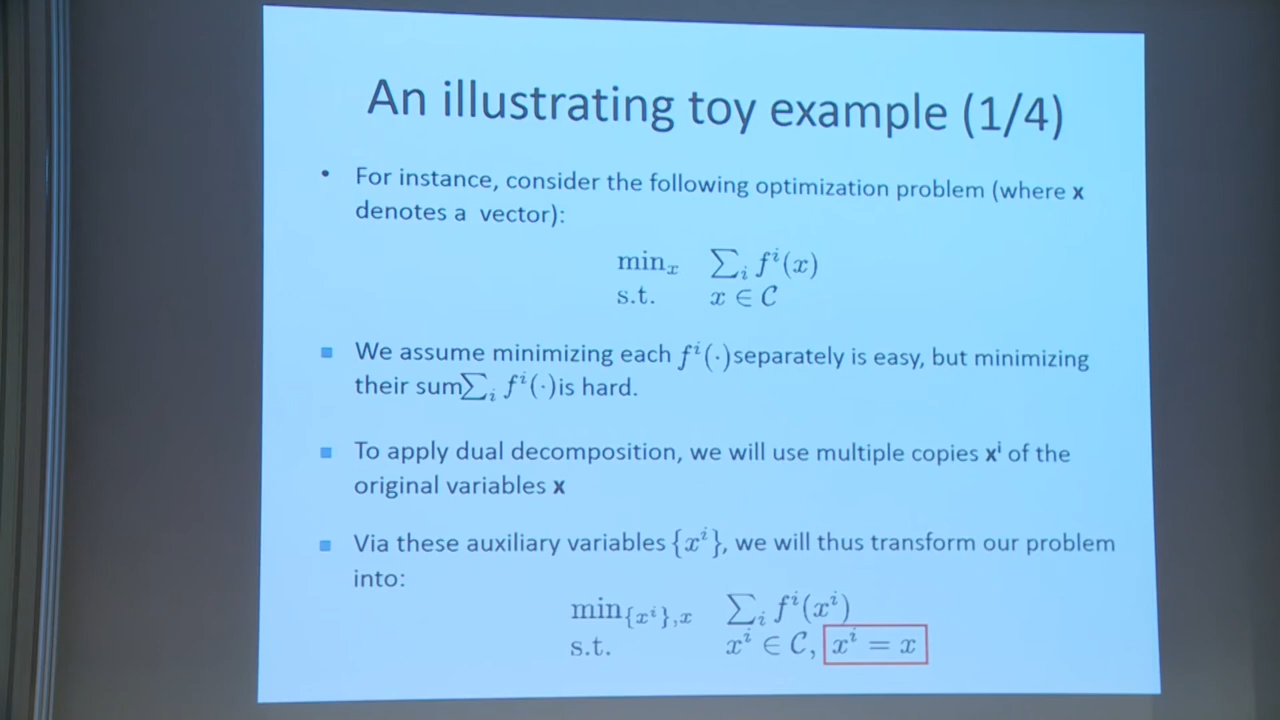 An illustrating toy example (1/4)
• For instance, consider the following optimization problem (where x
denotes a vector):
min_x ∑_i f^i(x)
s.t. x ∈ C
▪ We assume minimizing each f^i(·) separately is easy, but minimizing
their sum ∑_i f^i(·) is hard.
▪ To apply dual decomposition, we will use multiple copies x^i of the
original variables x
▪ Via these auxiliary variables {x^i}, we will thus transform our problem
into:
min_{x^i},x ∑_i f^i(x^i)
s.t. x^i ∈ C, x^i = x